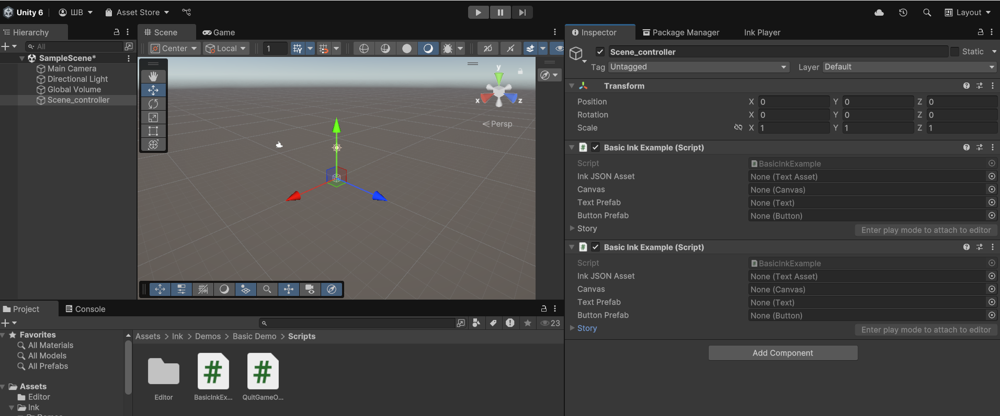 Unity 6 ШВ Asset Store Layout
Hierarchy
All
SampleScene*
Main Camera
Directional Light
Global Volume
Scene_controller
Scene Game
Center Local 1 2D
y
x z
Persp
Inspector Package Manager Ink Player
Scene_controller Static
Tag Untagged Layer Default
Transform
Position X 0 Y 0 Z 0
Rotation X 0 Y 0 Z 0
Scale X 1 Y 1 Z 1
# Basic Ink Example (Script)
Script BasicInkExample
Ink JSON Asset None (Text Asset)
Canvas None (Canvas)
Text Prefab None (Text)
Button Prefab None (Button)
Story Enter play mode to attach to editor
# Basic Ink Example (Script)
Script BasicInkExample
Ink JSON Asset None (Text Asset)
Canvas None (Canvas)
Text Prefab None (Text)
Button Prefab None (Button)
Story Enter play mode to attach to editor
Add Component
Project Console
23
Favorites
All Materials
All Models
All Prefabs
Assets
Editor
Ink
Assets > Ink > Demos > Basic Demo > Scripts
# #
Editor BasicInkEx... QuitGameO...